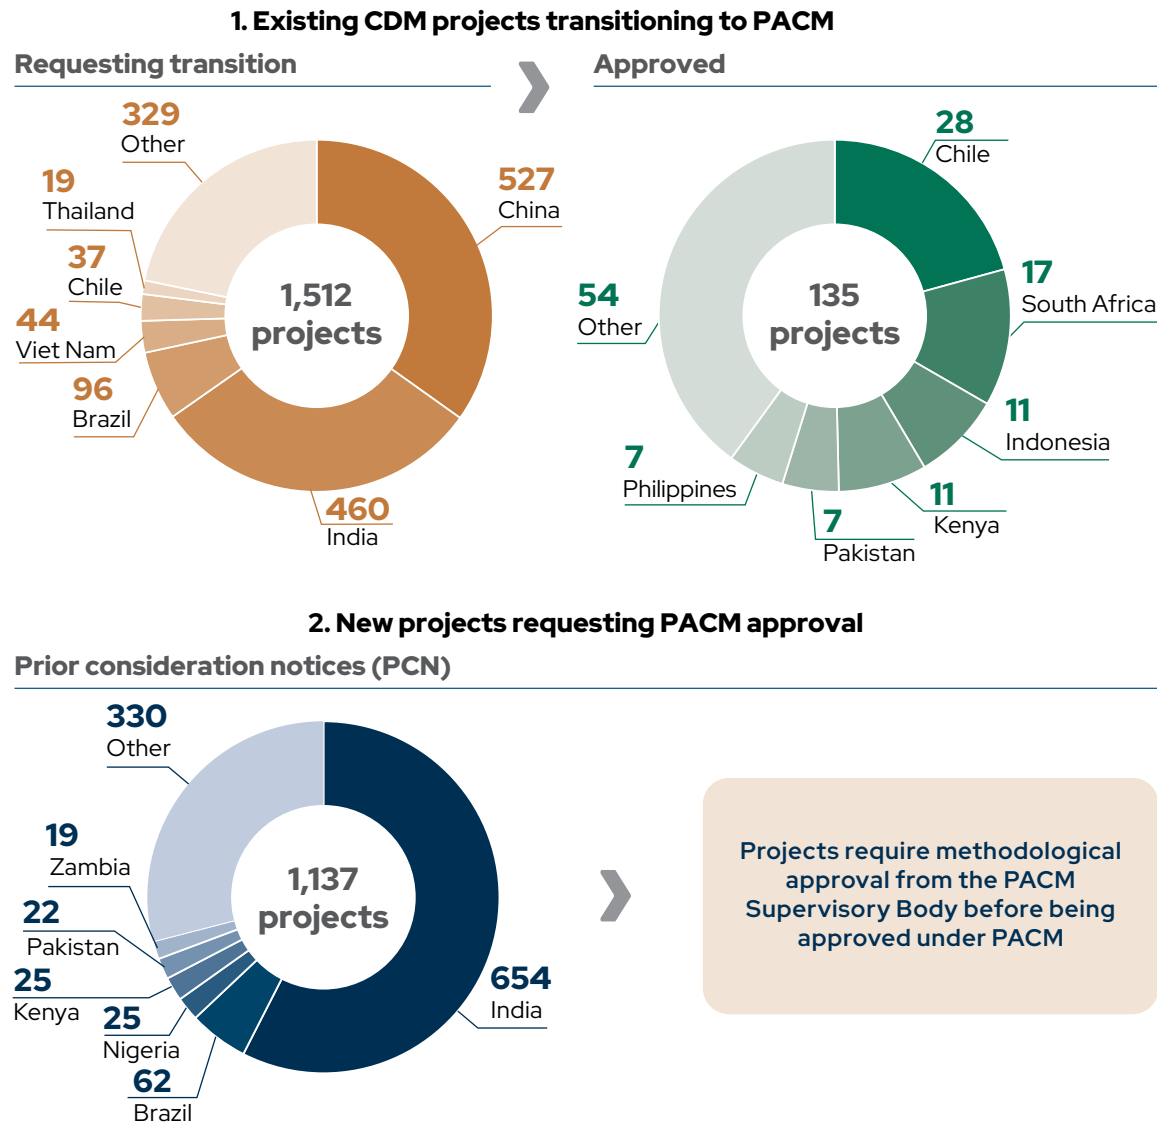 1. Existing CDM projects transitioning to PACM
Requesting transition
Approved
329
Other
19
Thailand
37
Chile
44
Viet Nam
96
Brazil
460
India
527
China
1,512
projects
28
Chile
17
South Africa
11
Indonesia
11
Kenya
7
Pakistan
7
Philippines
54
Other
135
projects
2. New projects requesting PACM approval
Prior consideration notices (PCN)
330
Other
19
Zambia
22
Pakistan
25
Kenya
25
Nigeria
62
Brazil
654
India
1,137
projects
Projects require methodological
approval from the PACM
Supervisory Body before being
approved under PACM